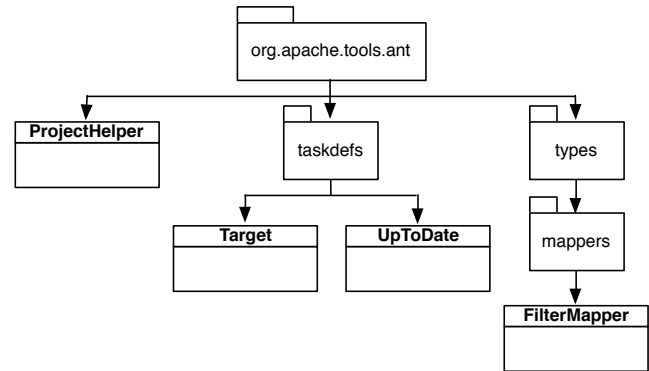 org.apache.tools.ant
ProjectHelper
taskdefs
types
Target
UpToDate
mappers
FilterMapper